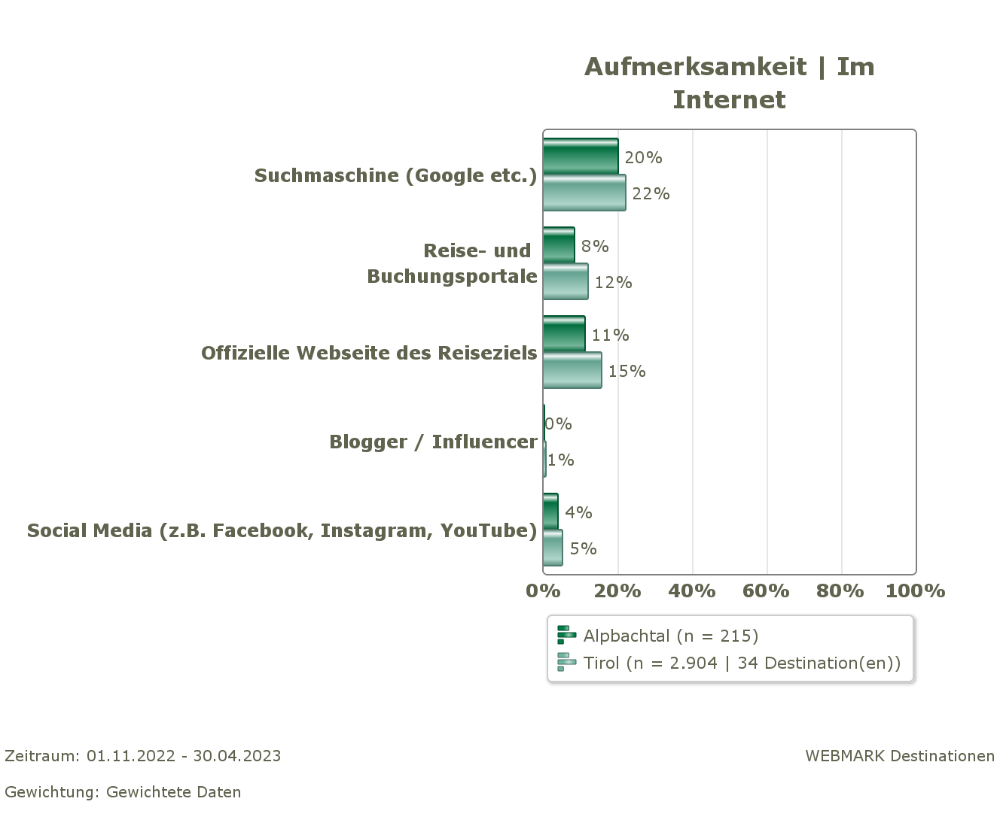 Aufmerksamkeit | Im
Internet
Suchmaschine (Google etc.)
20%
22%
Reise- und
Buchungsportale
8%
12%
Offizielle Webseite des Reiseziels
11%
15%
Blogger / Influencer
0%
1%
Social Media (z.B. Facebook, Instagram, YouTube)
4%
5%
0% 20% 40% 60% 80% 100%
Alpbachtal (n = 215)
Tirol (n = 2.904 | 34 Destination(en))
Zeitraum: 01.11.2022 - 30.04.2023
WEBMARK Destinationen
Gewichtung: Gewichtete Daten